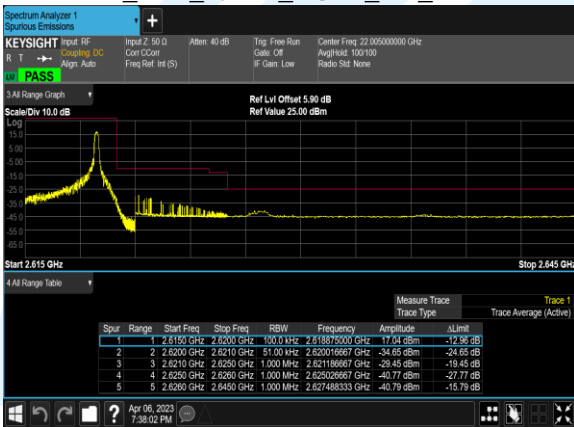 Spectrum Analyzer 1
Spurious Emissions
+
KEYSIGHT
R T
LW PASS
Input: RF
Coupling: DC
Align: Auto
Input Z: 50 Ω
Corr CCorr
Freq Ref: Int (S)
Atten: 40 dB
Trig: Free Run
Gate: Off
IF Gain: Low
Center Freq: 22.005000000 GHz
Avg|Hold: 100/100
Radio Std: None
3 All Range Graph
Scale/Div 10.0 dB
Ref Lvl Offset 5.90 dB
Ref Value 25.00 dBm
Log
15.0
5.00
-5.00
-15.0
-25.0
-35.0
-45.0
-55.0
-65.0
Start 2.615 GHz
Stop 2.645 GHz
4 All Range Table
Measure Trace Trace 1
Trace Type Trace Average (Active)
Spur Range Start Freq Stop Freq RBW Frequency Amplitude ΔLimit
1 1 2.6150 GHz 2.6200 GHz 100.0 kHz 2.618875000 GHz 17.04 dBm -12.96 dB
2 2 2.6200 GHz 2.6210 GHz 51.00 kHz 2.620016667 GHz -34.65 dBm -24.65 dB
3 3 2.6210 GHz 2.6250 GHz 1.000 MHz 2.621186667 GHz -29.45 dBm -19.45 dB
4 4 2.6250 GHz 2.6260 GHz 1.000 MHz 2.625026667 GHz -40.77 dBm -27.77 dB
5 5 2.6260 GHz 2.6450 GHz 1.000 MHz 2.627488333 GHz -40.79 dBm -15.79 dB
?
Apr 06, 2023
7:38:02 PM